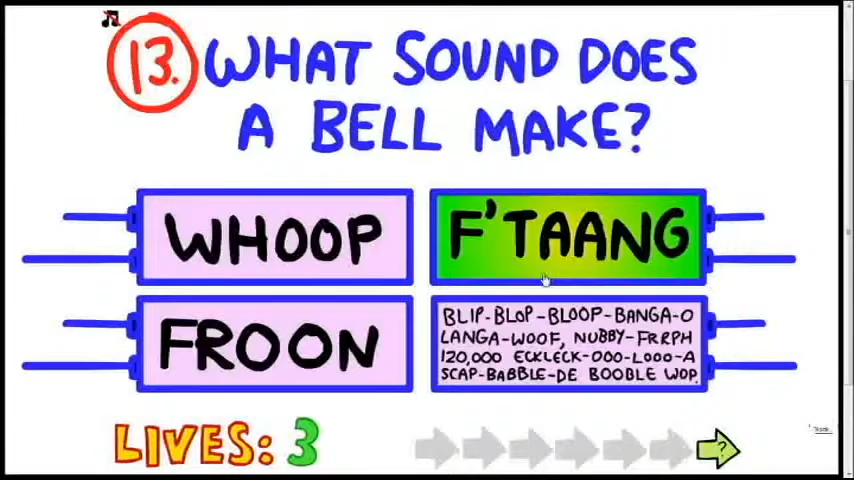 13. WHAT SOUND DOES
A BELL MAKE?
WHOOP
F'TAANG
FROON
BLIP-BLOP-BLOOP-BANGA-O
LANGA-WOOF, NUBBY-FRRPH
120,000 ECKLECK-OOO-LOOO-A
SCAP-BABBLE-DE BOOBLE WOP.
LIVES: 3
?